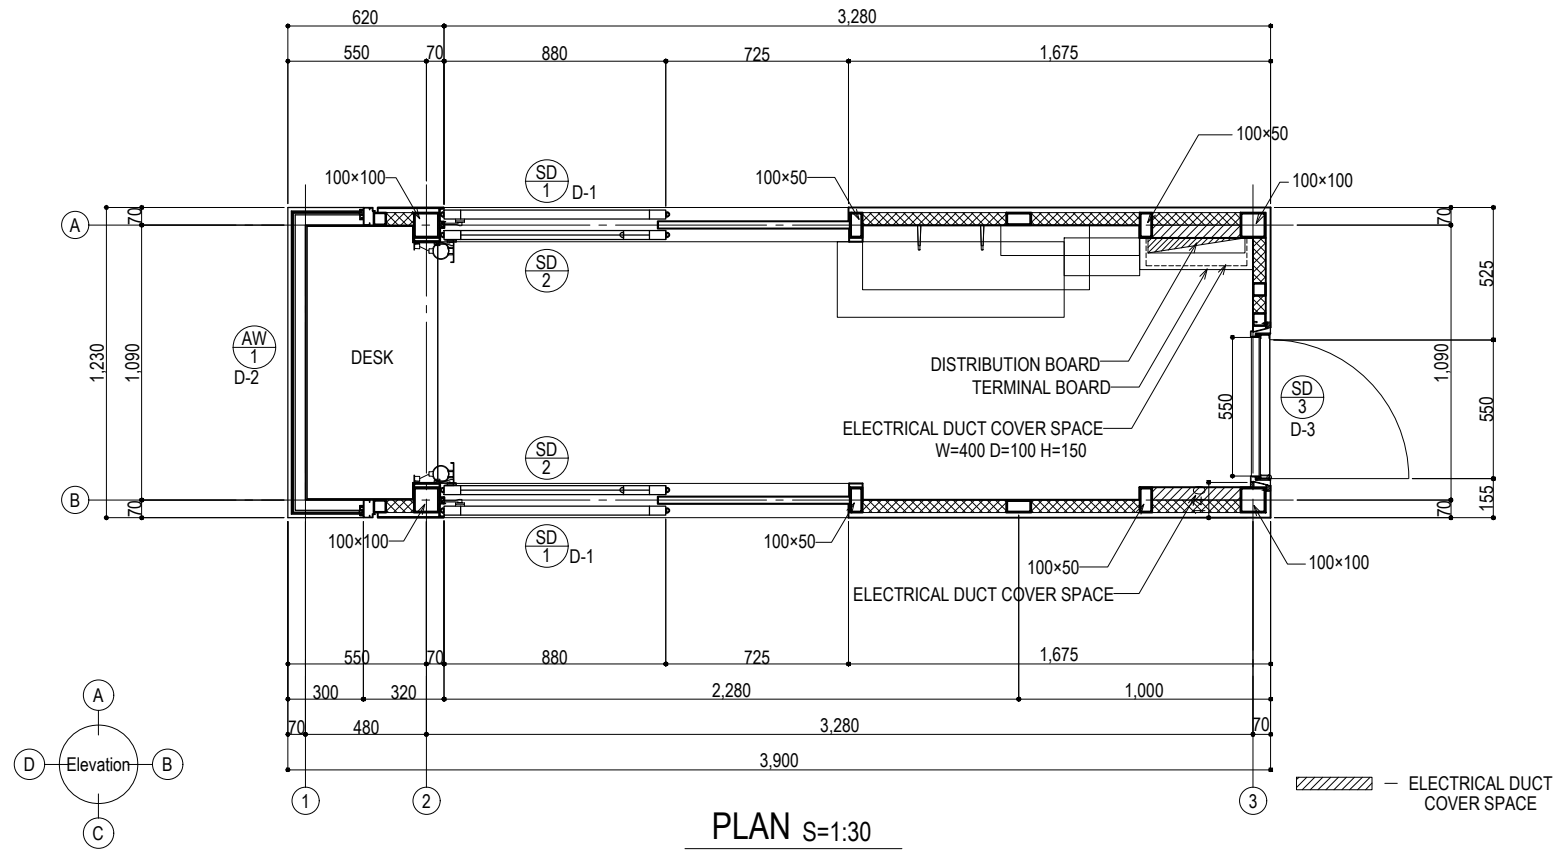 620
3,280
550
70
880
725
1,675
100×50
SD
1
D-1
100×100
100×50
100×100
A
70
70
SD
2
525
AW
1
D-2
DESK
1,230
1,090
DISTRIBUTION BOARD
TERMINAL BOARD
550
SD
3
D-3
1,090
550
ELECTRICAL DUCT COVER SPACE
W=400 D=100 H=150
SD
2
B
70
120
70
155
100×100
SD
1
D-1
100×50
100×50
100×100
ELECTRICAL DUCT COVER SPACE
550
70
880
725
1,675
300
320
2,280
1,000
70
480
3,280
70
3,900
A
D
Elevation
B
C
1
2
3
ELECTRICAL DUCT
COVER SPACE
PLAN S=1:30